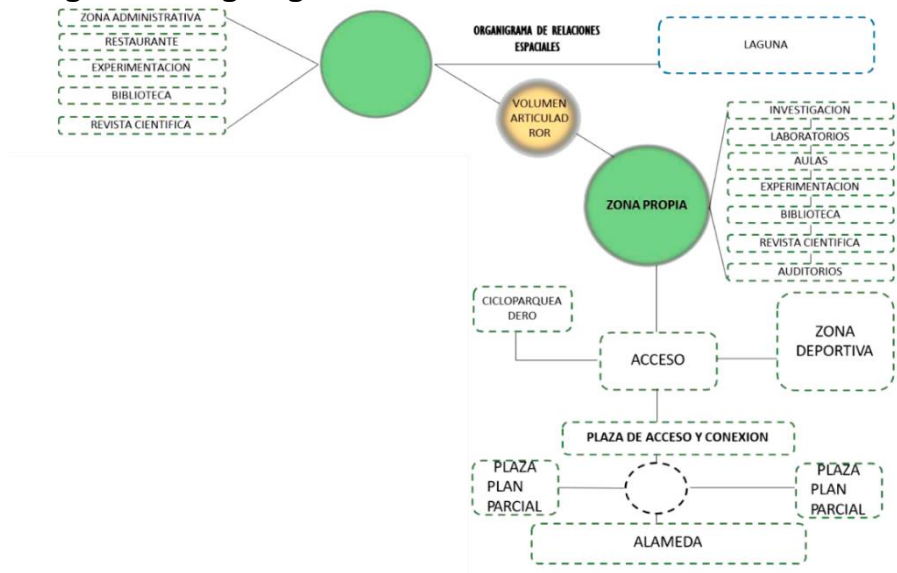 ZONA ADMINISTRATIVA
RESTAURANTE
EXPERIMENTACION
BIBLIOTECA
REVISTA CIENTIFICA
ORGANIGRAMA DE RELACIONES
ESPACIALES
LAGUNA
VOLUMEN
ARTICULAD
ROR
ZONA PROPIA
INVESTIGACION
LABORATORIOS
AULAS
EXPERIMENTACION
BIBLIOTECA
REVISTA CIENTIFICA
AUDITORIOS
CICLOPARQUEA
DERO
ACCESO
ZONA
DEPORTIVA
PLAZA DE ACCESO Y CONEXION
PLAZA
PLAN
PARCIAL
PLAZA
PLAN
PARCIAL
ALAMEDA